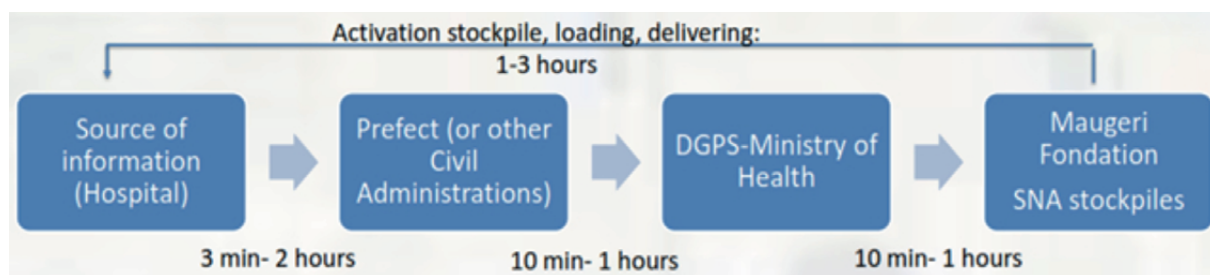 Activation stockpile, loading, delivering:
1-3 hours
Source of
information
(Hospital)
Prefect (or other
Civil
Administrations)
DGPS-Ministry of
Health
Maugeri
Fondation
SNA stockpiles
3 min- 2 hours
10 min- 1 hours
10 min- 1 hours